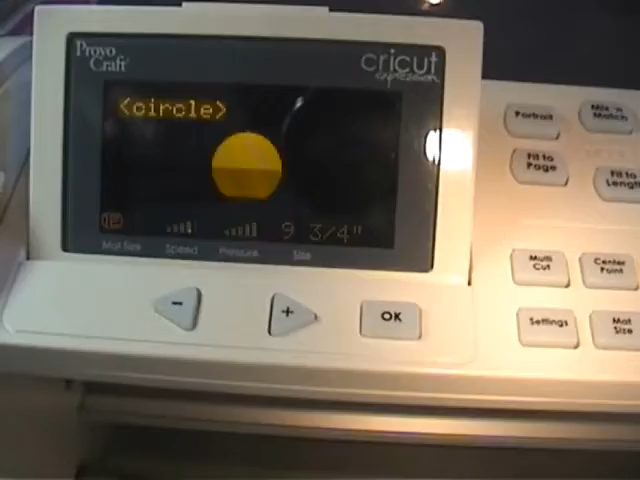 Provo
Craft
cricut
expression
<circle>
12
9 3/4"
Mat Size Speed Pressure Size
-
+
OK
Portrait
Mix 'n
Match
Fit to
Page
Fit to
Length
Multi
Cut
Center
Point
Settings
Mat
Size